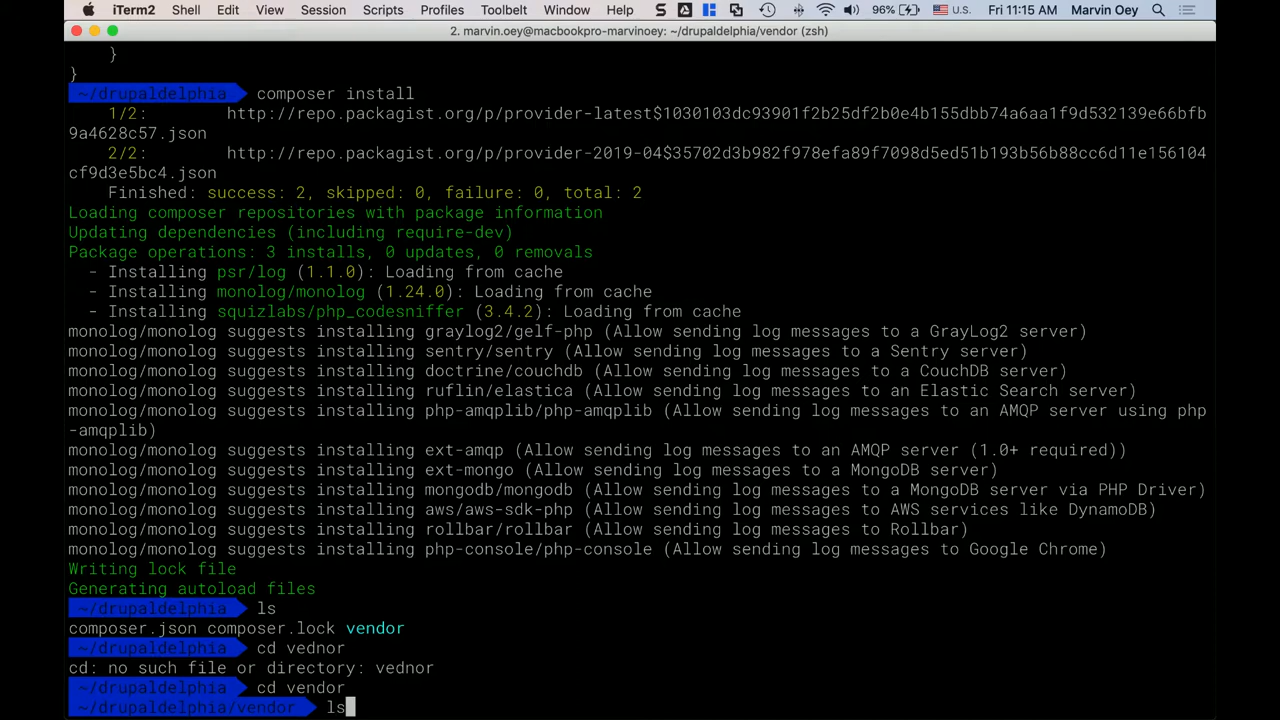 iTerm2 Shell Edit View Session Scripts Profiles Toolbelt Window Help 96% U.S. Fri 11:15 AM Marvin Oey
2. marvin.oey@macbookpro-marvinoey: ~/drupaldelphia/vendor (zsh)
}
}
~/drupaldelphia composer install
1/2: http://repo.packagist.org/p/provider-latest$1030103dc93901f2b25df2b0e4b155dbb74a6aa1f9d532139e66bfb
9a4628c57.json
2/2: http://repo.packagist.org/p/provider-2019-04$35702d3b982f978efa89f7098d5ed51b193b56b88cc6d11e156104
cf9d3e5bc4.json
Finished: success: 2, skipped: 0, failure: 0, total: 2
Loading composer repositories with package information
Updating dependencies (including require-dev)
Package operations: 3 installs, 0 updates, 0 removals
- Installing psr/log (1.1.0): Loading from cache
- Installing monolog/monolog (1.24.0): Loading from cache
- Installing squizlabs/php_codesniffer (3.4.2): Loading from cache
monolog/monolog suggests installing graylog2/gelf-php (Allow sending log messages to a GrayLog2 server)
monolog/monolog suggests installing sentry/sentry (Allow sending log messages to a Sentry server)
monolog/monolog suggests installing doctrine/couchdb (Allow sending log messages to a CouchDB server)
monolog/monolog suggests installing ruflin/elastica (Allow sending log messages to an Elastic Search server)
monolog/monolog suggests installing php-amqplib/php-amqplib (Allow sending log messages to an AMQP server using php
-amqplib)
monolog/monolog suggests installing ext-amqp (Allow sending log messages to an AMQP server (1.0+ required))
monolog/monolog suggests installing ext-mongo (Allow sending log messages to a MongoDB server)
monolog/monolog suggests installing mongodb/mongodb (Allow sending log messages to a MongoDB server via PHP Driver)
monolog/monolog suggests installing aws/aws-sdk-php (Allow sending log messages to AWS services like DynamoDB)
monolog/monolog suggests installing rollbar/rollbar (Allow sending log messages to Rollbar)
monolog/monolog suggests installing php-console/php-console (Allow sending log messages to Google Chrome)
Writing lock file
Generating autoload files
~/drupaldelphia ls
composer.json composer.lock vendor
~/drupaldelphia cd vednor
cd: no such file or directory: vednor
~/drupaldelphia cd vendor
~/drupaldelphia/vendor ls